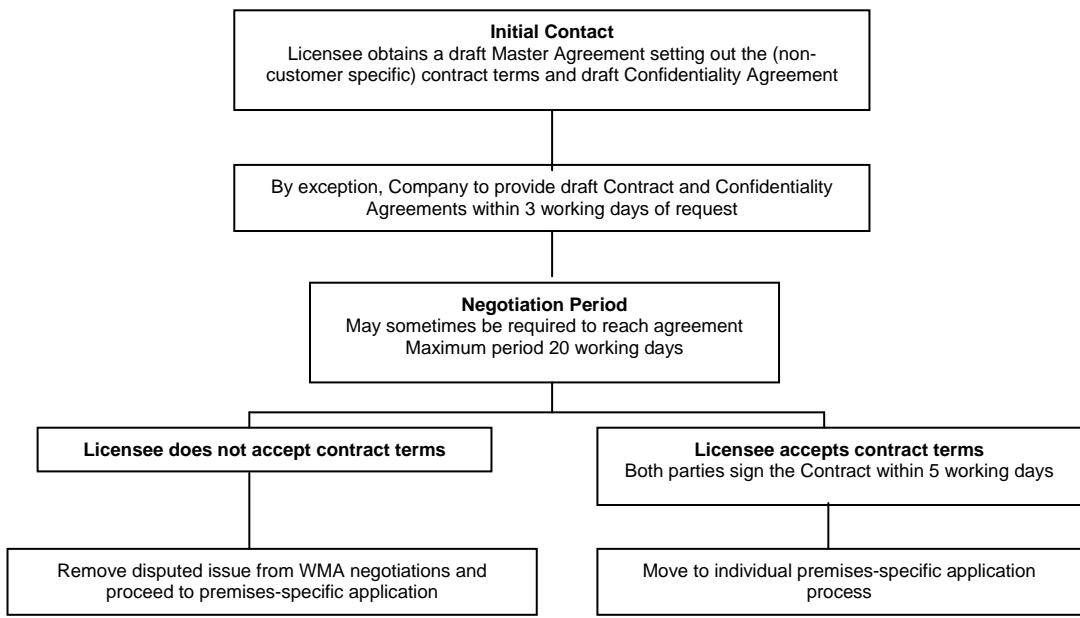 Initial Contact
Licensee obtains a draft Master Agreement setting out the (non-
customer specific) contract terms and draft Confidentiality Agreement
By exception, Company to provide draft Contract and Confidentiality
Agreements within 3 working days of request
Negotiation Period
May sometimes be required to reach agreement
Maximum period 20 working days
Licensee does not accept contract terms
Licensee accepts contract terms
Both parties sign the Contract within 5 working days
Remove disputed issue from WMA negotiations and
proceed to premises-specific application
Move to individual premises-specific application
process